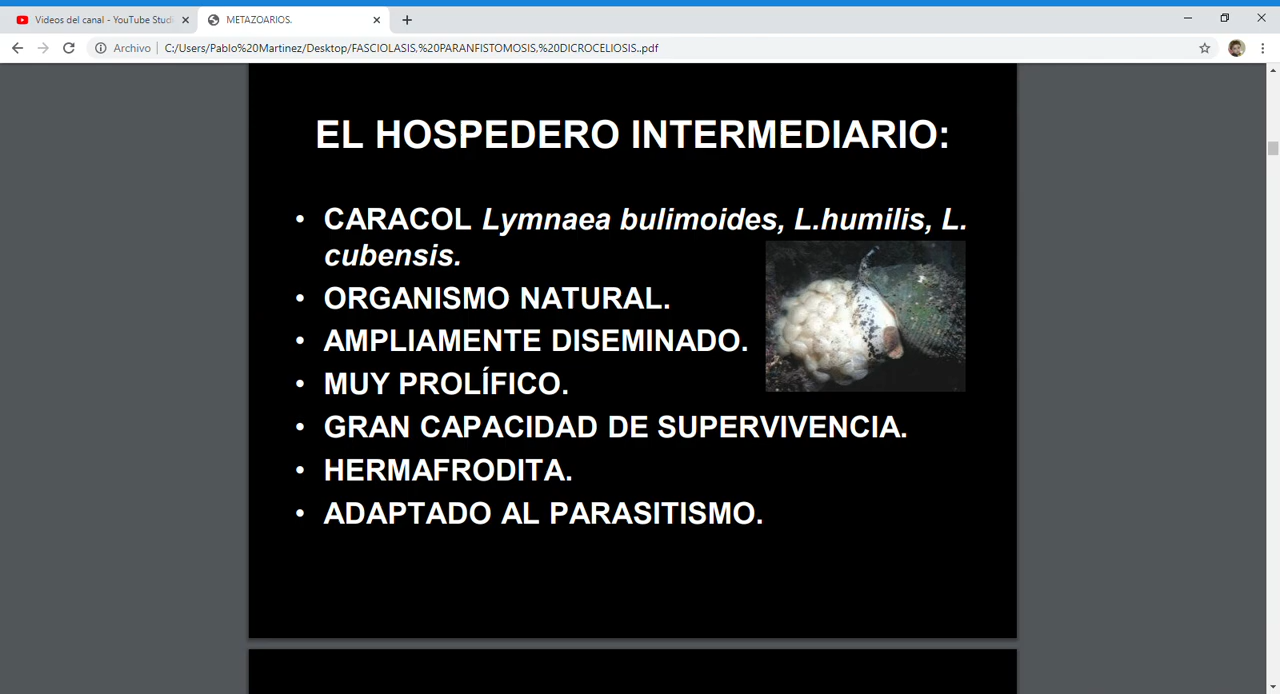 Videos del canal - YouTube Stud
METAZOARIOS.
Archivo
C:/Users/Pablo%20Martinez/Desktop/FASCIOLASIS,%20PARANFISTOMOSIS,%20DICROCELIOSIS..pdf
EL HOSPEDERO INTERMEDIARIO:
• CARACOL Lymnaea bulimoides, L.humilis, L.
cubensis.
• ORGANISMO NATURAL.
• AMPLIAMENTE DISEMINADO.
• MUY PROLÍFICO.
• GRAN CAPACIDAD DE SUPERVIVENCIA.
• HERMAFRODITA.
• ADAPTADO AL PARASITISMO.